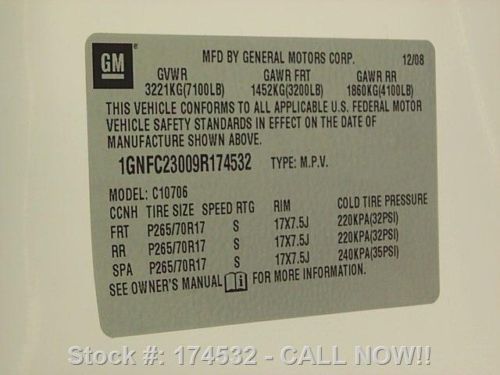 GM ® MFD BY GENERAL MOTORS CORP. 12/08
GVWR GAWR FRT GAWR RR
3221KG(7100LB) 1452KG(3200LB) 1860KG(4100LB)
THIS VEHICLE CONFORMS TO ALL APPLICABLE U.S. FEDERAL MOTOR
VEHICLE SAFETY STANDARDS IN EFFECT ON THE DATE OF
MANUFACTURE SHOWN ABOVE.
1GNFC23009R174532 TYPE: M.P.V.
MODEL: C10706
CCNH TIRE SIZE SPEED RTG RIM COLD TIRE PRESSURE
FRT P265/70R17 S 17X7.5J 220KPA(32PSI)
RR P265/70R17 S 17X7.5J 220KPA(32PSI)
SPA P265/70R17 S 17X7.5J 240KPA(35PSI)
SEE OWNER'S MANUAL FOR MORE INFORMATION.
Stock #: 174532 - CALL NOW!!